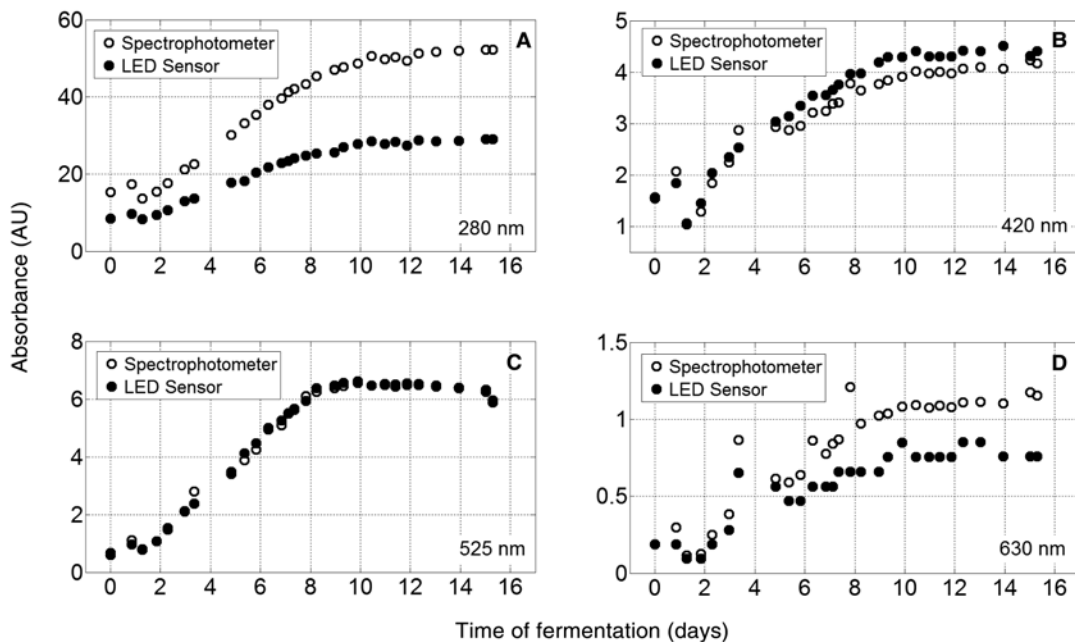 A
Spectrophotometer
LED Sensor
60
40
20
0
280 nm
0 2 4 6 8 10 12 14 16
B
Spectrophotometer
LED Sensor
5
4
3
2
1
420 nm
0 2 4 6 8 10 12 14 16
Absorbance (AU)
C
Spectrophotometer
LED Sensor
8
6
4
2
0
525 nm
0 2 4 6 8 10 12 14 16
D
Spectrophotometer
LED Sensor
1.5
1
0.5
0
630 nm
0 2 4 6 8 10 12 14 16
Time of fermentation (days)